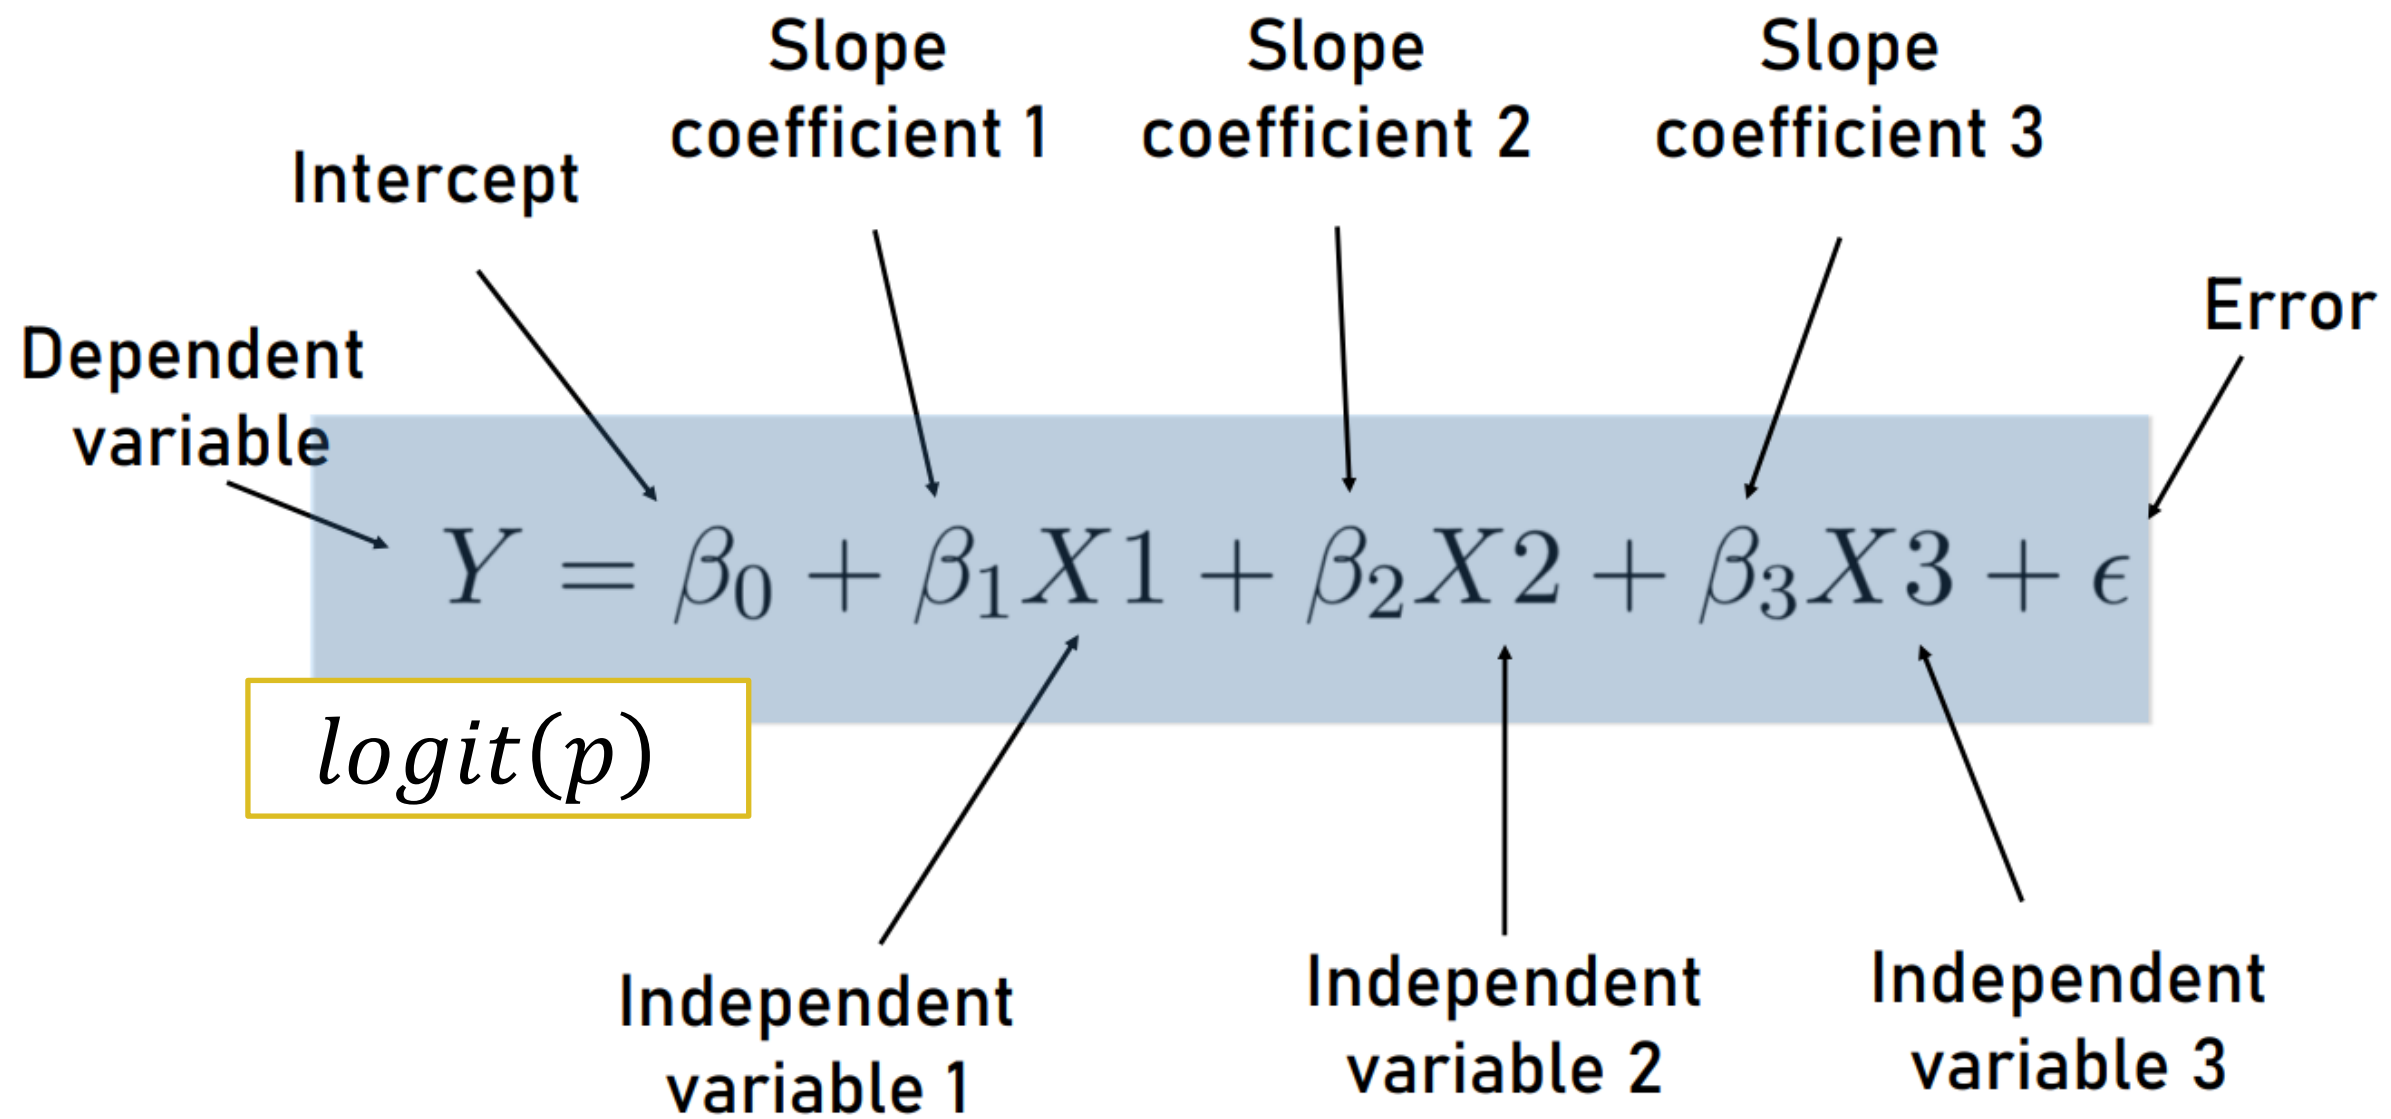 Slope
coefficient 1
Slope
coefficient 2
Slope
coefficient 3
Intercept
Error
Dependent
variable
Y = β₀ + β₁X1 + β₂X2 + β₃X3 + ϵ
logit(p)
Independent
variable 1
Independent
variable 2
Independent
variable 3